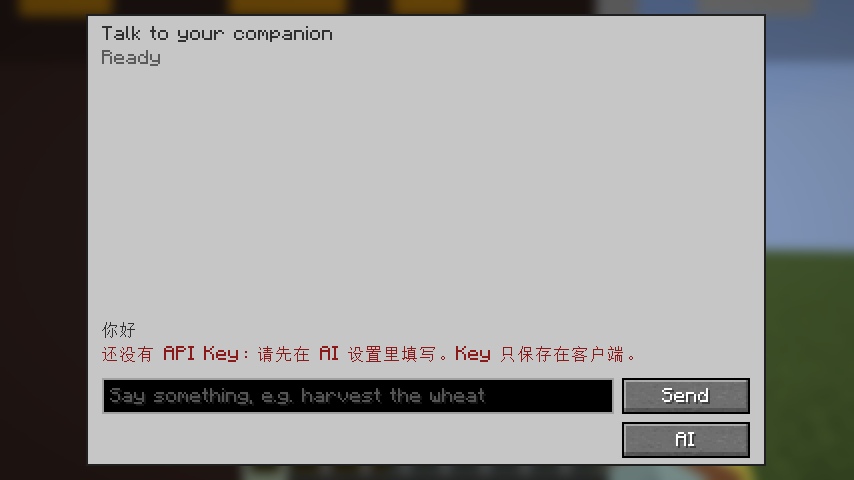 Talk to your companion
Ready
你好
还没有 API Key：请先在 AI 设置里填写。Key 只保存在客户端。
Say something, e.g. harvest the wheat
Send
AI